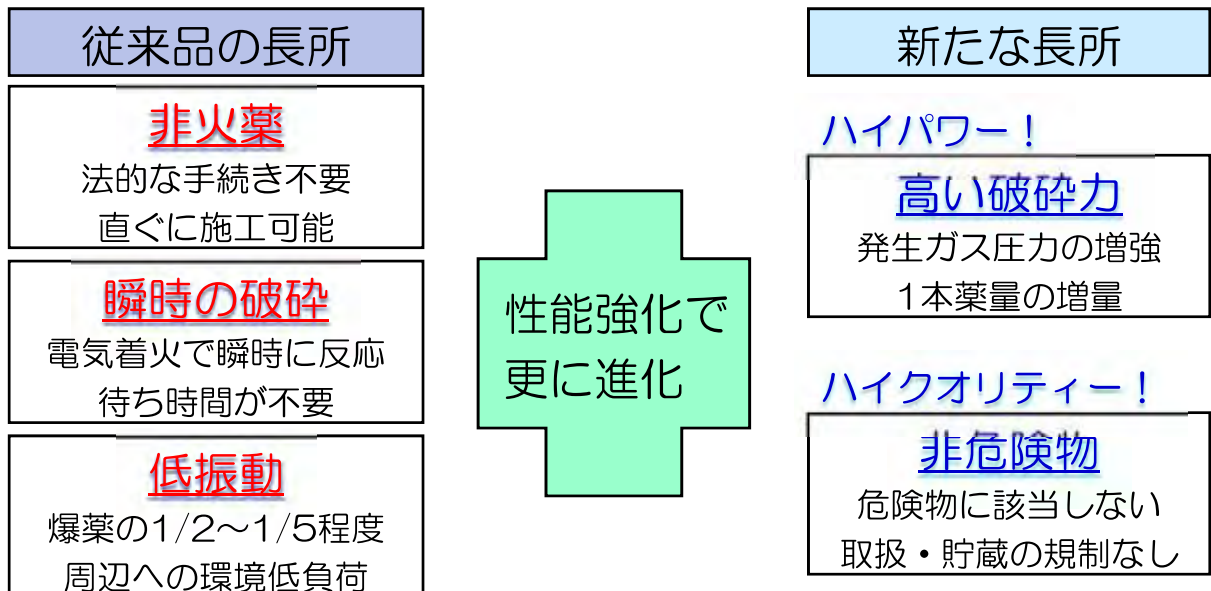 従来品の長所
非火薬
法的な手続き不要
直ぐに施工可能
瞬時の破砕
電気着火で瞬時に反応
待ち時間が不要
低振動
爆薬の1/2～1/5程度
周辺への環境低負荷
性能強化で
更に進化
新たな長所
ハイパワー！
高い破砕力
発生ガス圧力の増強
1本薬量の増量
ハイクオリティー！
非危険物
危険物に該当しない
取扱・貯蔵の規制なし